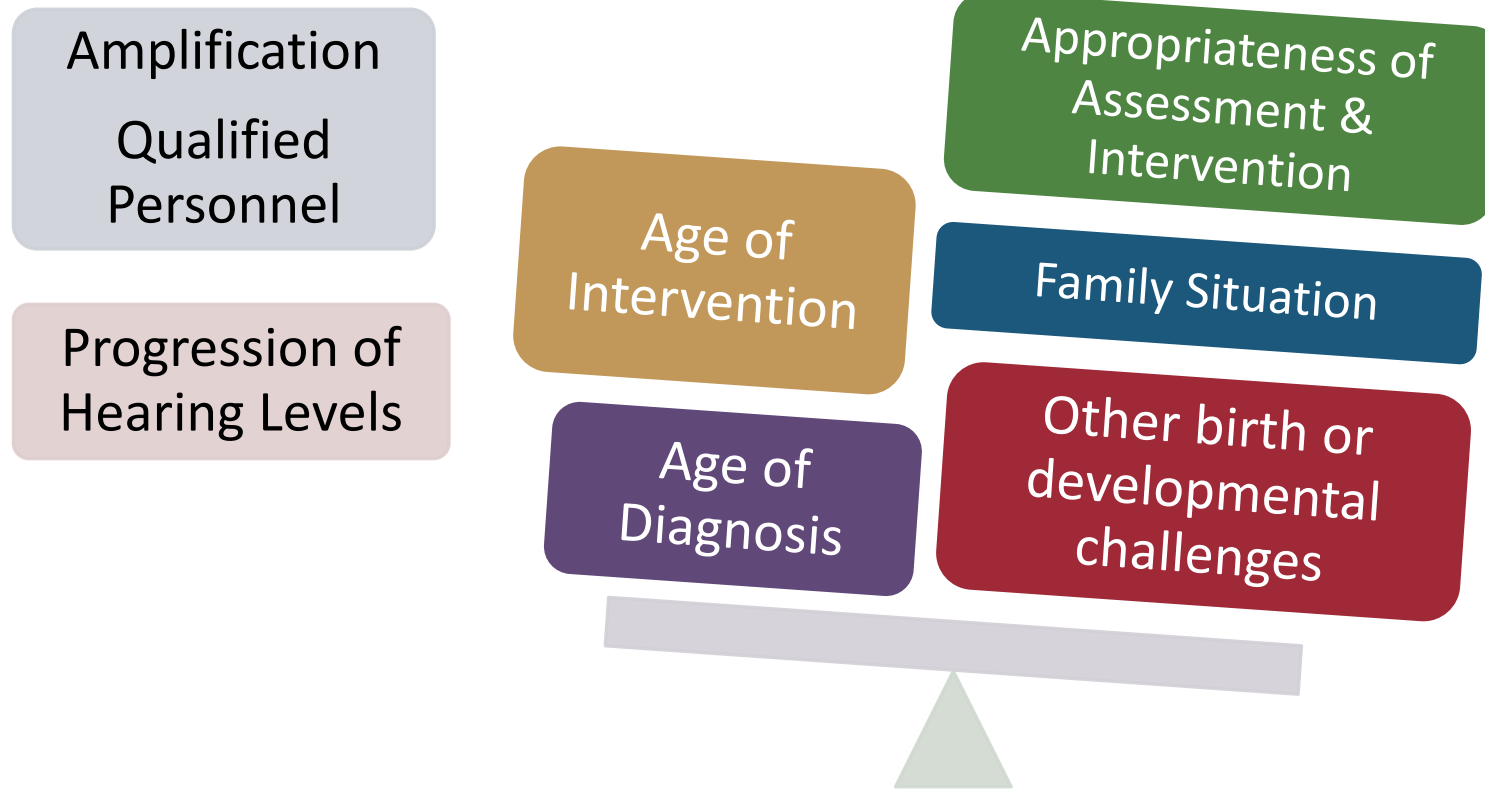 Amplification
Qualified
Personnel
Progression of
Hearing Levels
Age of
Intervention
Age of
Diagnosis
Appropriateness of
Assessment &
Intervention
Family Situation
Other birth or
developmental
challenges